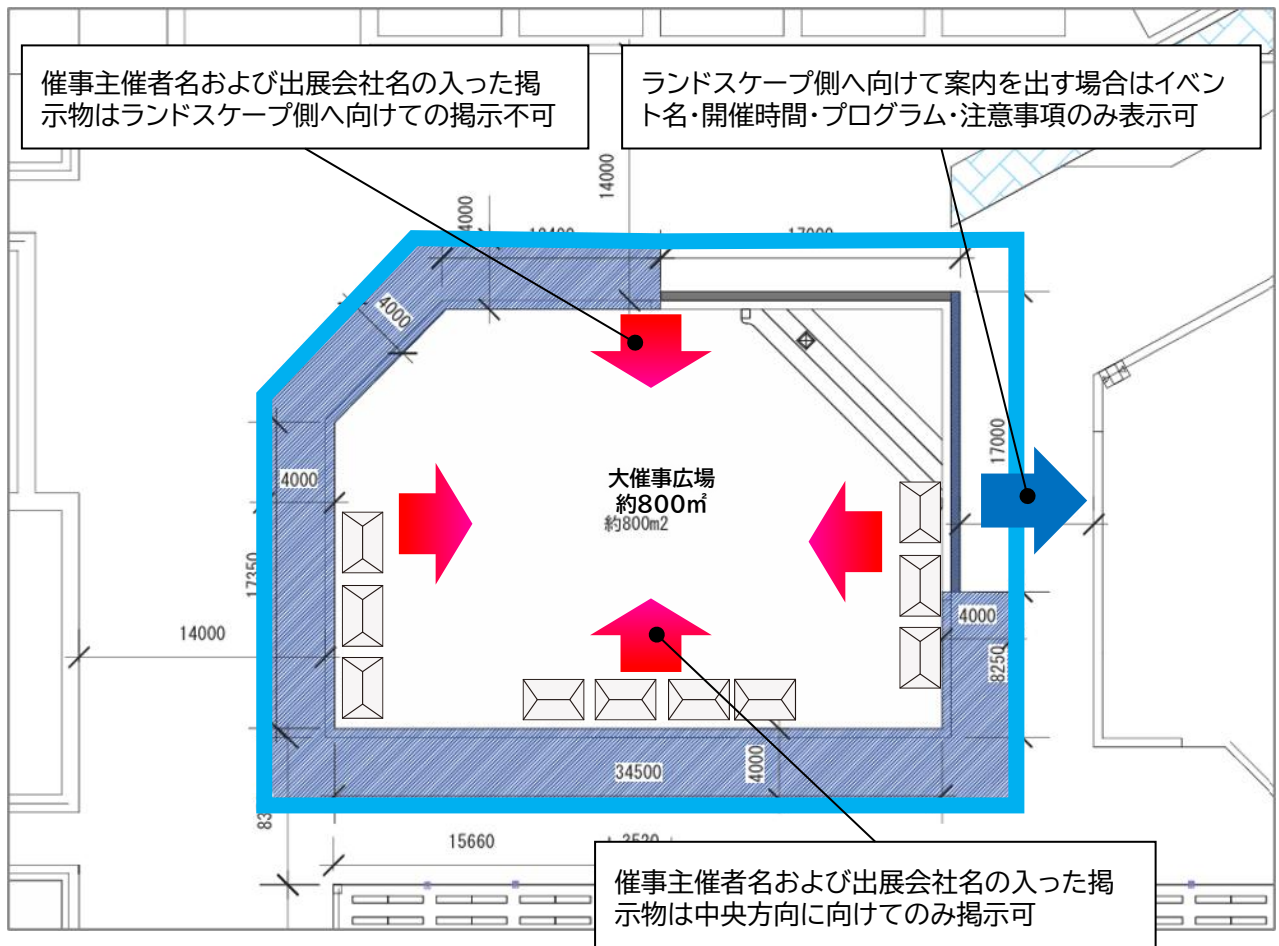 催事主催者名および出展会社名の入った掲
示物はランドスケープ側へ向けての掲示不可
ランドスケープ側へ向けて案内を出す場合はイベン
ト名・開催時間・プログラム・注意事項のみ表示可
14000
4000
17000
4000
17000
4000
大催事広場
約800㎡
約800m2
17350
14000
4000
8250
34500
4000
15660
催事主催者名および出展会社名の入った掲
示物は中央方向に向けてのみ掲示可